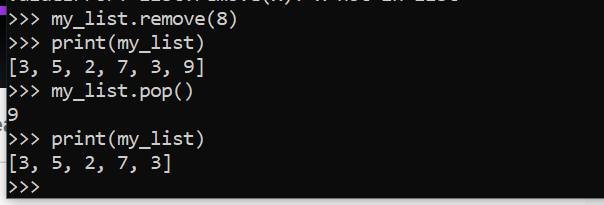 >>> my_list.remove(8)
>>> print(my_list)
[3, 5, 2, 7, 3, 9]
>>> my_list.pop()
9
>>> print(my_list)
[3, 5, 2, 7, 3]
>>>